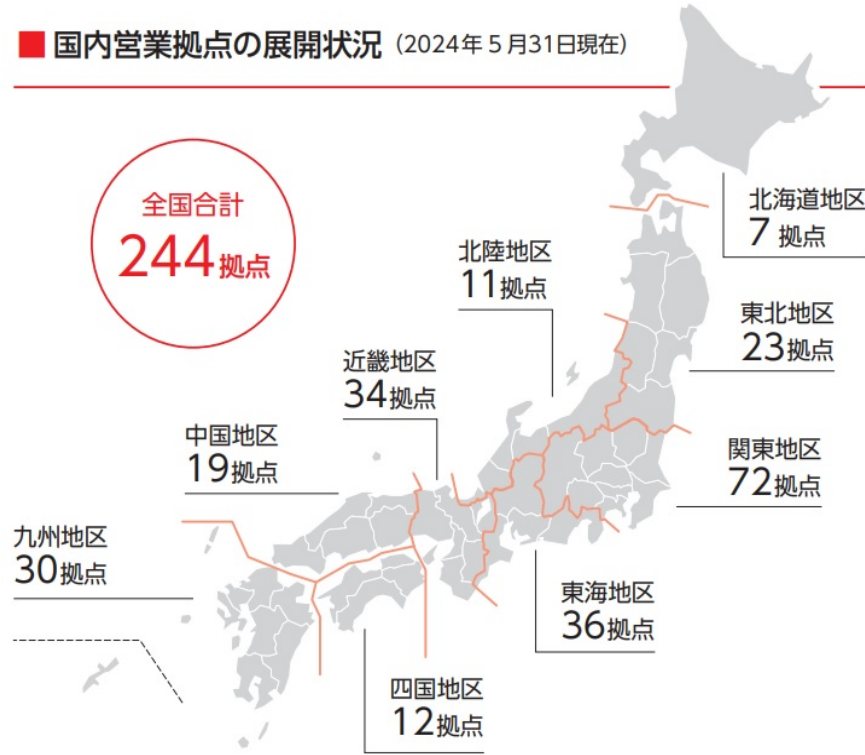 ■ 国内営業拠点の展開状況（2024年5月31日現在）
全国合計
244拠点
北海道地区
7 拠点
北陸地区
11拠点
東北地区
23拠点
近畿地区
34拠点
中国地区
19拠点
関東地区
72拠点
九州地区
30拠点
東海地区
36拠点
四国地区
12拠点